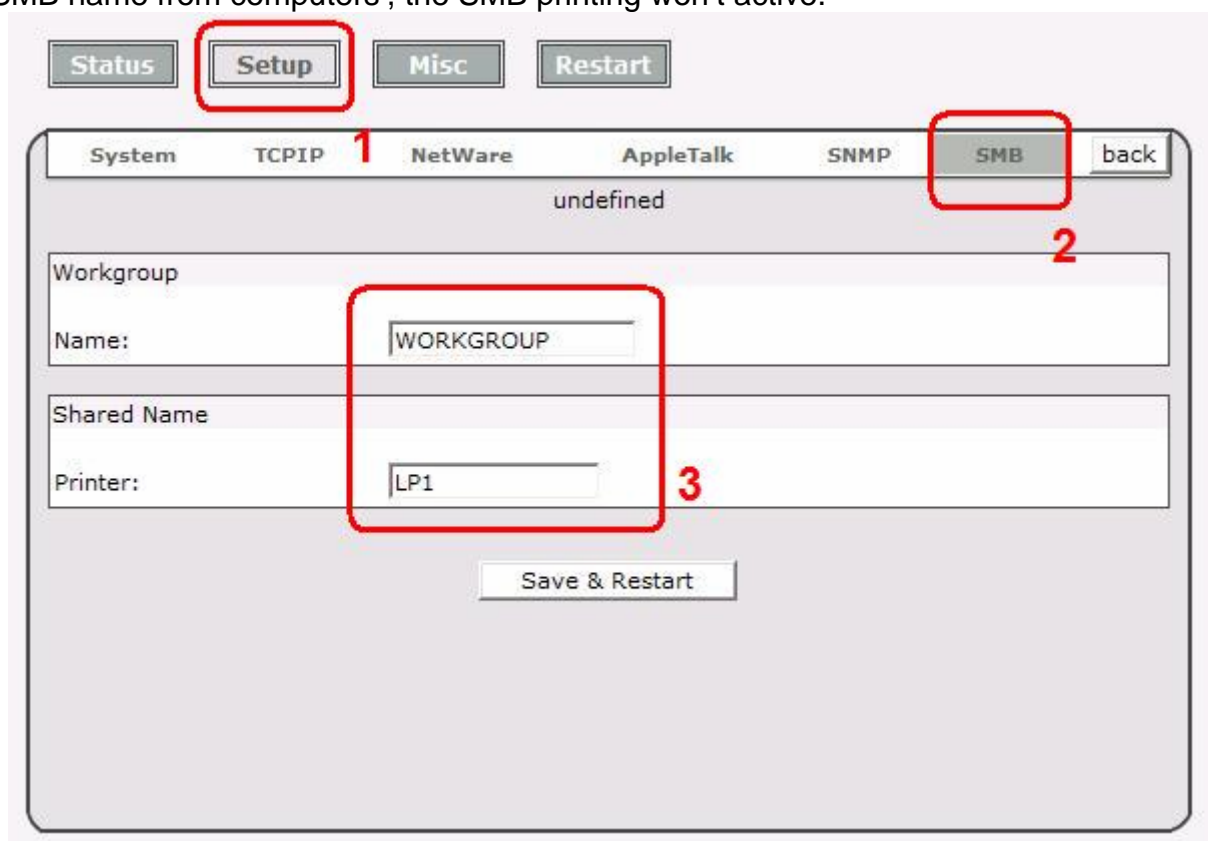 SMB name from computers', the SMB printing won't active.
Status Setup Misc Restart
1
System TCPIP NetWare AppleTalk SNMP SMB back
undefined
2
Workgroup
Name: WORKGROUP
Shared Name
Printer: LP1
3
Save & Restart